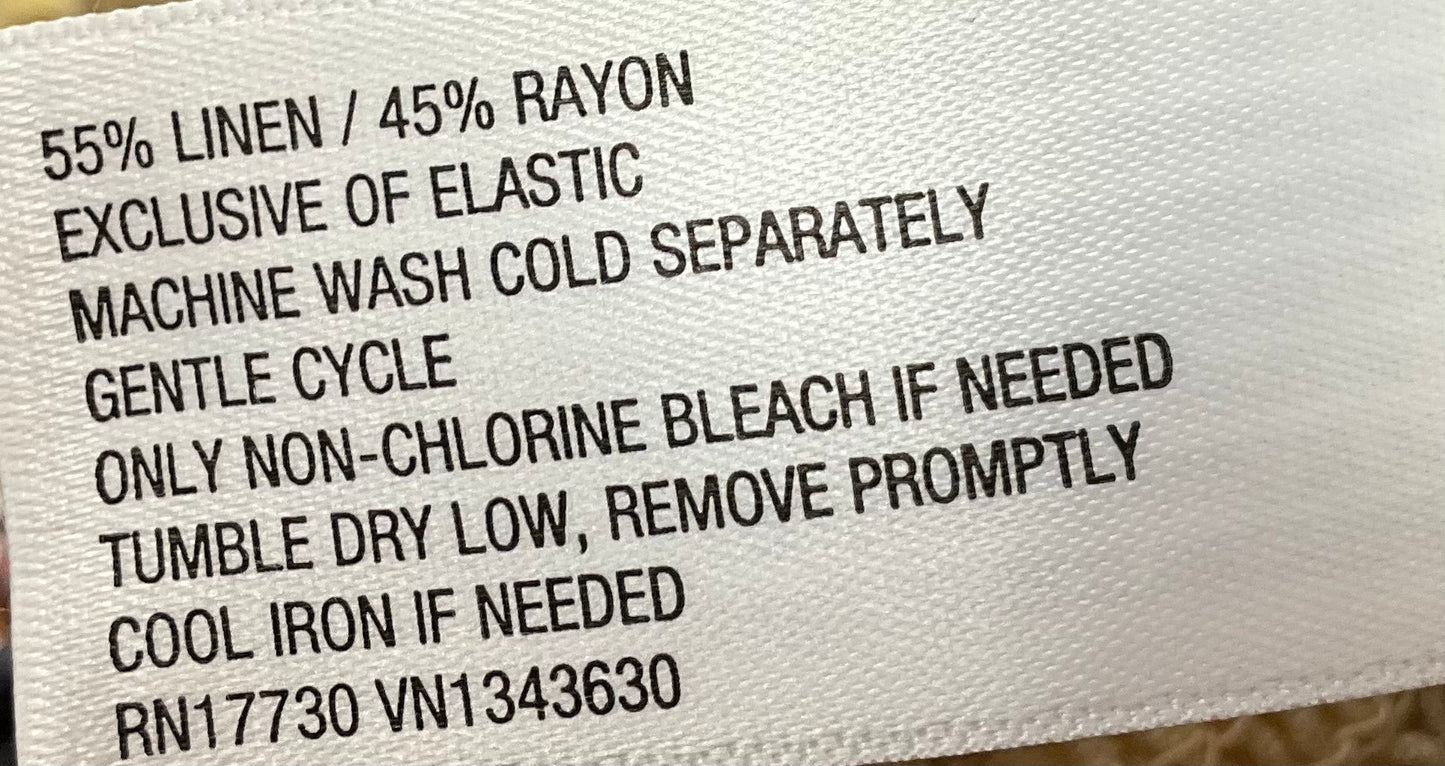 55% LINEN / 45% RAYON
EXCLUSIVE OF ELASTIC
MACHINE WASH COLD SEPARATELY
GENTLE CYCLE
ONLY NON-CHLORINE BLEACH IF NEEDED
TUMBLE DRY LOW, REMOVE PROMPTLY
COOL IRON IF NEEDED
RN17730 VN1343630